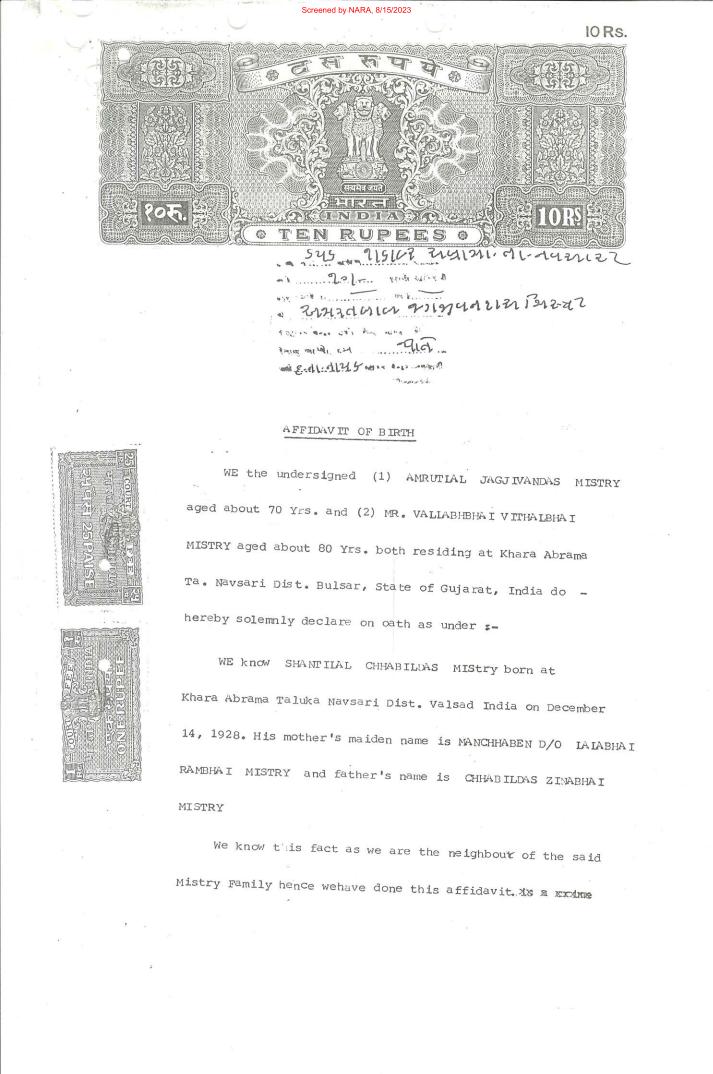 Screened by NARA, 8/15/2023
10 Rs.
दस रुपये
सत्यमेव जयते
भारत
INDIA
१०रु.
10RS
TEN RUPEES
AFFIDAVIT OF BIRTH
WE the undersigned (1) AMRUTLAL JAGJIVANDAS MISTRY
aged about 70 Yrs. and (2) MR. VALLABHBHAI VITHALBHAI
MISTRY aged about 80 Yrs. both residing at Khara Abrama
Ta. Navsari Dist. Bulsar, State of Gujarat, India do -
hereby solemnly declare on oath as under :-
WE know SHANTILAL CHHABILDAS MIStry born at
Khara Abrama Taluka Navsari Dist. Valsad India on December
14, 1928. His mother's maiden name is MANCHHABEN D/O LALABHAI
RAMBHAI MISTRY and father's name is CHHABILDAS ZINABHAI
MISTRY
We know this fact as we are the neighbour of the said
Mistry Family hence wehave done this affidavit.
25 PAISE
COURT FEE
INDIA
ONE RUPEE